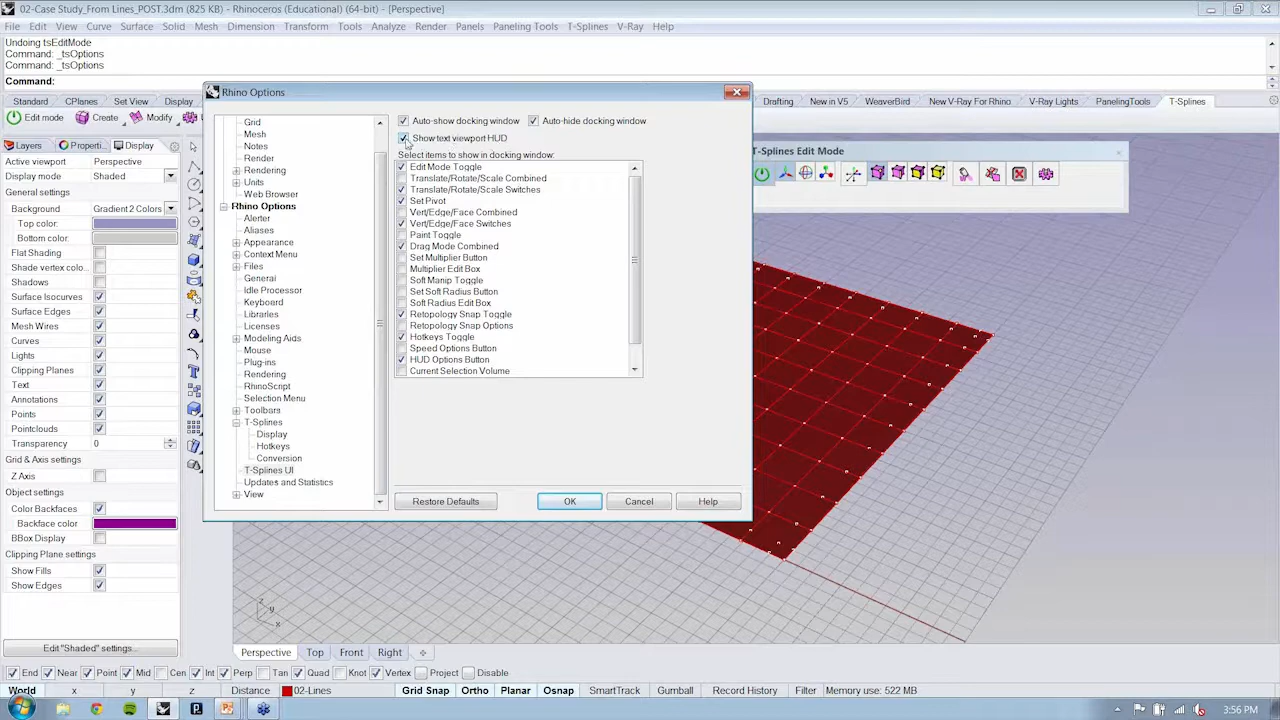 02-Case Study_From Lines_POST.3dm (825 KB) - Rhinoceros (Educational) (64-bit) - [Perspective]
File Edit View Curve Surface Solid Mesh Dimension Transform Tools Analyze Render Panels Paneling Tools T-Splines V-Ray Help
Undoing tsEditMode
Command: _tsOptions
Command: _tsOptions
Command:
Standard CPlanes Set View Display Drafting New in V5 WeaverBird New V-Ray For Rhino V-Ray Lights PanelingTools T-Splines
Edit mode Create Modify
Layers Properti... Display
Active viewport Perspective
Display mode Shaded
General settings
Background Gradient 2 Colors
Top color:
Bottom color:
Flat Shading
Shade vertex colo...
Shadows
Surface Isocurves
Surface Edges
Mesh Wires
Curves
Lights
Clipping Planes
Text
Annotations
Points
Pointclouds
Transparency 0
Grid & Axis settings
Z Axis
Object settings
Color Backfaces
Backface color
BBox Display
Clipping Plane settings
Show Fills
Show Edges
Edit "Shaded" settings...
Rhino Options
Grid
Mesh
Notes
Render
Rendering
Units
Web Browser
Rhino Options
Alerter
Aliases
Appearance
Context Menu
Files
General
Idle Processor
Keyboard
Libraries
Licenses
Modeling Aids
Mouse
Plug-ins
Rendering
RhinoScript
Selection Menu
Toolbars
T-Splines
Display
Hotkeys
Conversion
T-Splines UI
Updates and Statistics
View
Auto-show docking window Auto-hide docking window
Show text viewport HUD
Select items to show in docking window:
Edit Mode Toggle
Translate/Rotate/Scale Combined
Translate/Rotate/Scale Switches
Set Pivot
Vert/Edge/Face Combined
Vert/Edge/Face Switches
Paint Toggle
Drag Mode Combined
Set Multiplier Button
Multiplier Edit Box
Soft Manip Toggle
Set Soft Radius Button
Soft Radius Edit Box
Retopology Snap Toggle
Retopology Snap Options
Hotkeys Toggle
Speed Options Button
HUD Options Button
Current Selection Volume
Restore Defaults OK Cancel Help
T-Splines Edit Mode
z
y
x
Perspective Top Front Right
End Near Point Mid Cen Int Perp Tan Quad Knot Vertex Project Disable
World x y z Distance 02-Lines Grid Snap Ortho Planar Osnap SmartTrack Gumball Record History Filter Memory use: 522 MB
3:56 PM